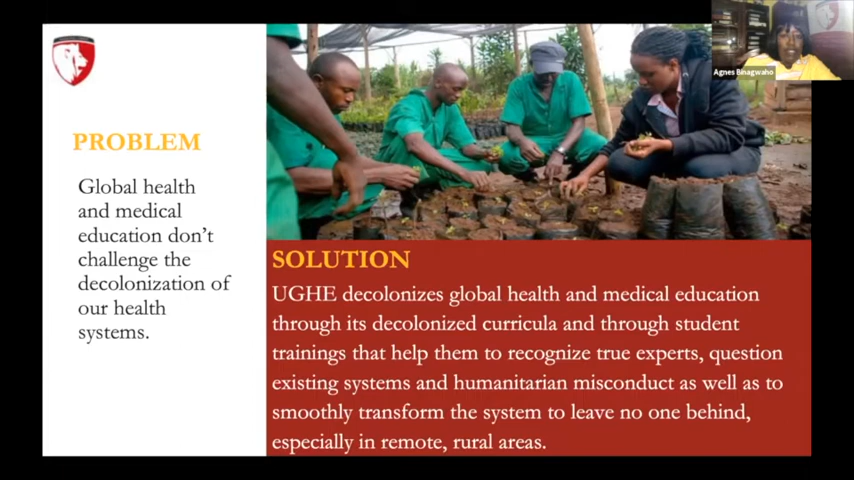 Agnes Binagwaho
PROBLEM
Global health
and medical
education don't
challenge the
decolonization of
our health
systems.
SOLUTION
UGHE decolonizes global health and medical education
through its decolonized curricula and through student
trainings that help them to recognize true experts, question
existing systems and humanitarian misconduct as well as to
smoothly transform the system to leave no one behind,
especially in remote, rural areas.